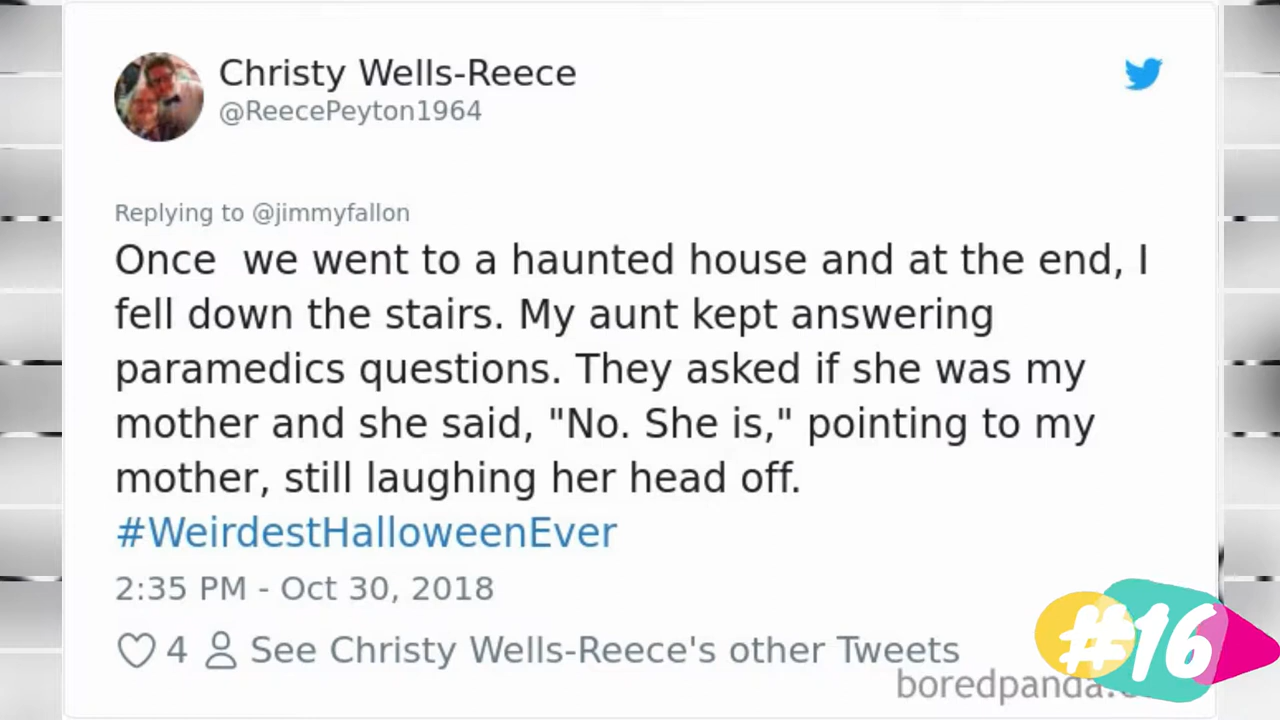 Christy Wells-Reece
@ReecePeyton1964
Replying to @jimmyfallon
Once  we went to a haunted house and at the end, I
fell down the stairs. My aunt kept answering
paramedics questions. They asked if she was my
mother and she said, "No. She is," pointing to my
mother, still laughing her head off.
#WeirdestHalloweenEver
2:35 PM - Oct 30, 2018
4 See Christy Wells-Reece's other Tweets
#16
boredpanda.